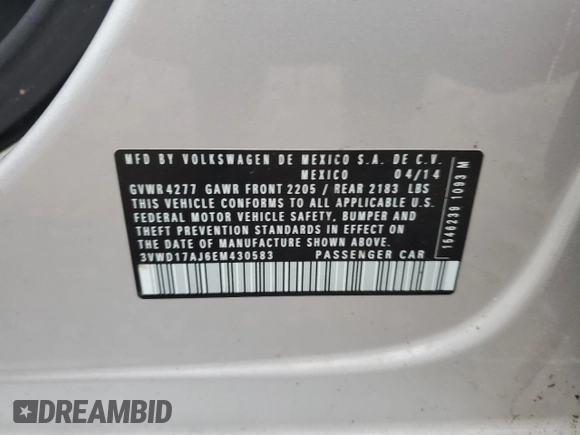 MFD BY VOLKSWAGEN DE MEXICO S.A. DE C.V.
MEXICO 04/14
GVWR 4277 GAWR FRONT 2205 / REAR 2183 LBS
THIS VEHICLE CONFORMS TO ALL APPLICABLE U.S.
FEDERAL MOTOR VEHICLE SAFETY, BUMPER AND
THEFT PREVENTION STANDARDS IN EFFECT ON THE
DATE OF MANUFACTURE SHOWN ABOVE.
3VWD17AJ6EM430583 PASSENGER CAR
1546239 1093 M
DREAMBID